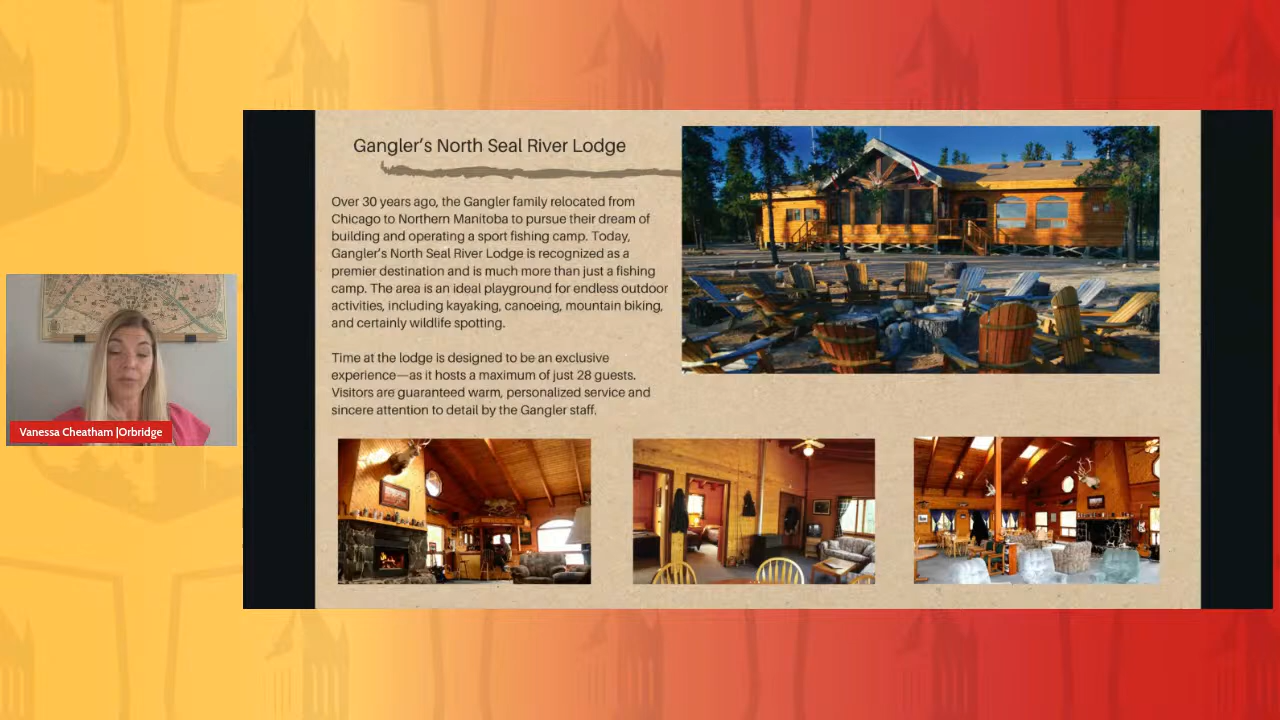 Gangler’s North Seal River Lodge
Over 30 years ago, the Gangler family relocated from
Chicago to Northern Manitoba to pursue their dream of
building and operating a sport fishing camp. Today,
Gangler’s North Seal River Lodge is recognized as a
premier destination and is much more than just a fishing
camp. The area is an ideal playground for endless outdoor
activities, including kayaking, canoeing, mountain biking,
and certainly wildlife spotting.
Time at the lodge is designed to be an exclusive
experience—as it hosts a maximum of just 28 guests.
Visitors are guaranteed warm, personalized service and
sincere attention to detail by the Gangler staff.
Vanessa Cheatham |Orbridge